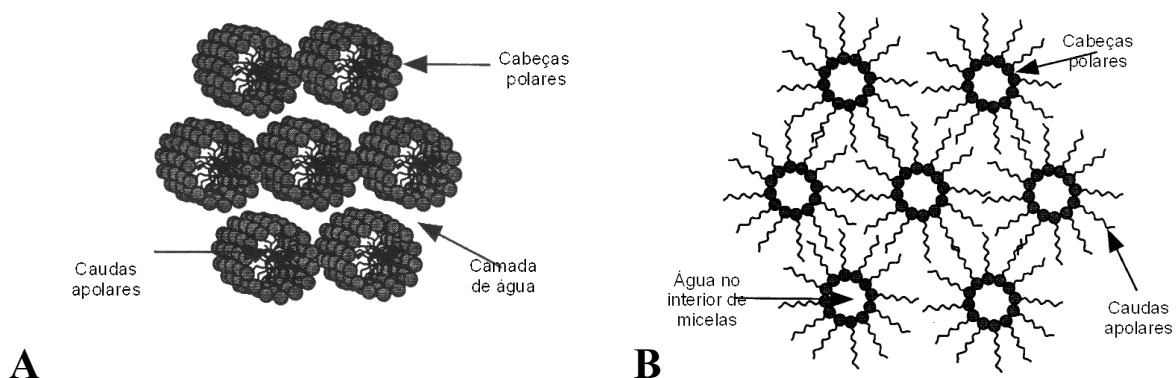 Cabeças
polares
Caudas
apolares
Camada
de água
A
Cabeças
polares
Água no
interior de
micelas
Caudas
apolares
B